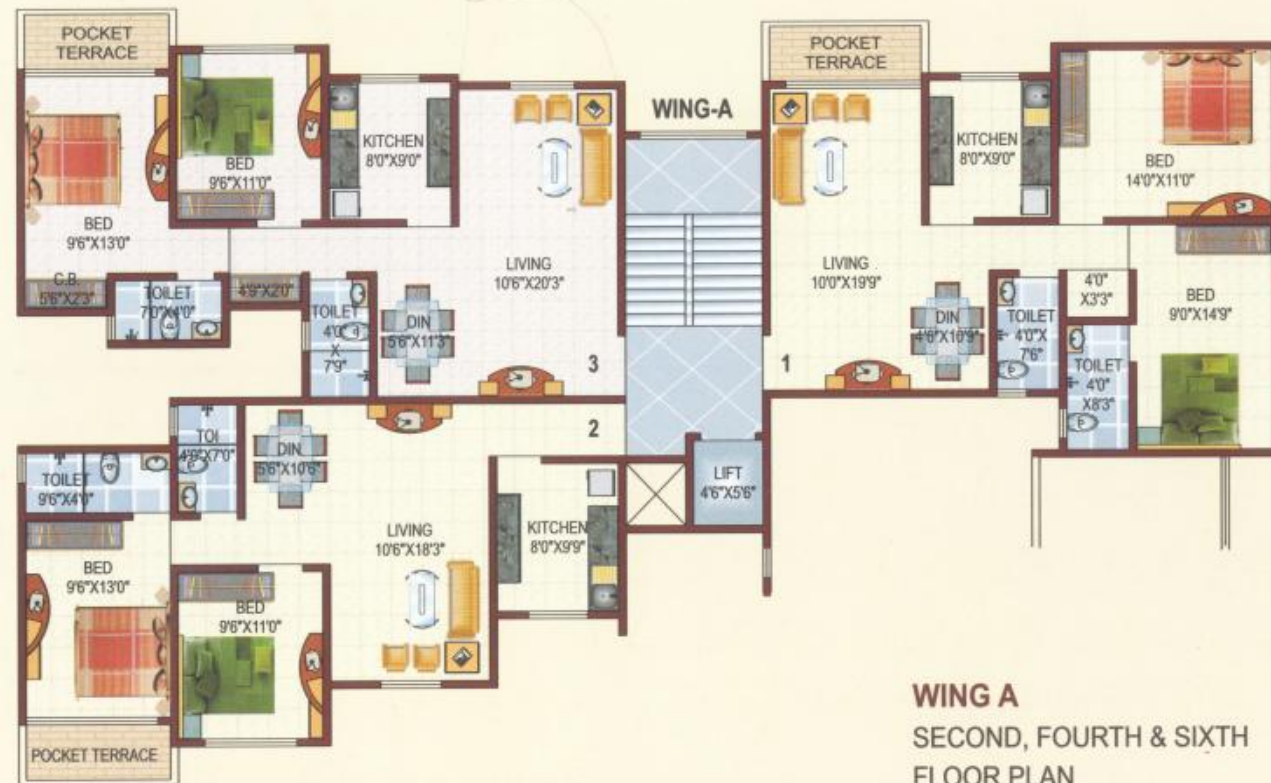 POCKET
TERRACE
BED
9'6"X11'0"
KITCHEN
8'0"X9'0"
BED
9'6"X13'0"
C.B.
5'6"X2'3"
TOILET
7'0"X4'0"
4'9"X2'0"
TOILET
4'0"
X
7'9"
DIN
5'6"X11'3"
LIVING
10'6"X20'3"
3
WING-A
POCKET
TERRACE
KITCHEN
8'0"X9'0"
BED
14'0"X11'0"
LIVING
10'0"X19'9"
DIN
4'6"X10'9"
1
TOILET
4'0"X
7'6"
4'0"
X3'3"
TOILET
4'0"
X8'3"
BED
9'0"X14'9"
2
TOI
4'0"X7'0"
DIN
5'6"X10'6"
TOILET
9'6"X4'0"
LIVING
10'6"X18'3"
KITCHEN
8'0"X9'9"
LIFT
4'6"X5'6"
BED
9'6"X13'0"
BED
9'6"X11'0"
POCKET TERRACE
WING A
SECOND, FOURTH & SIXTH
FLOOR PLAN